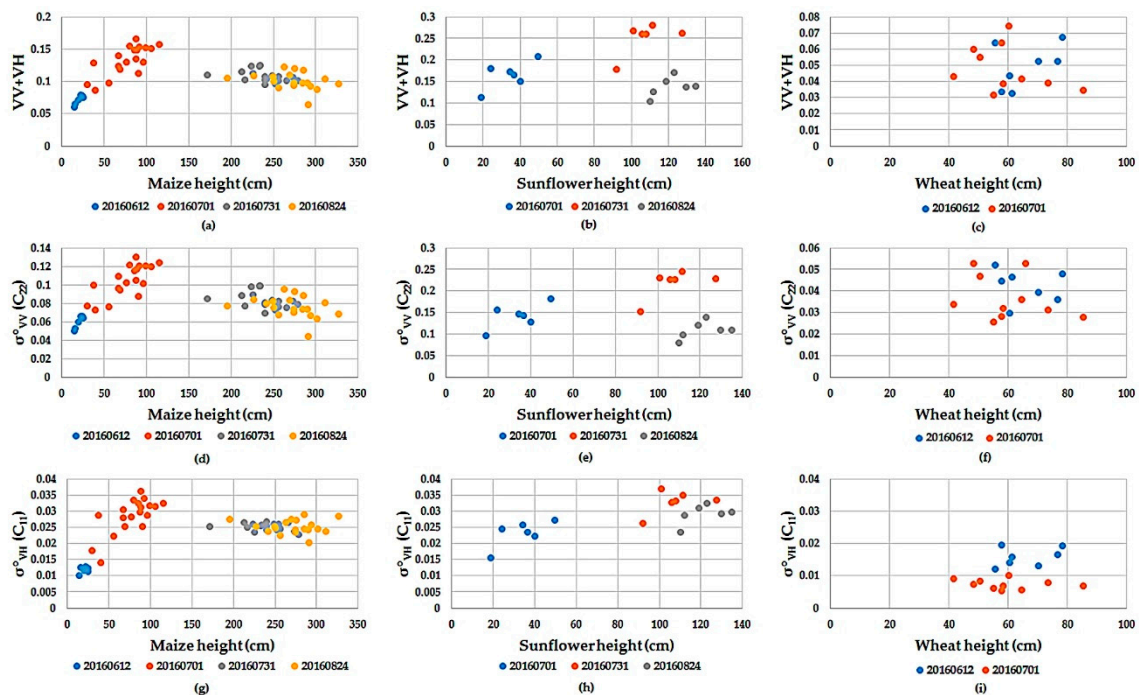 VV+VH
0.2
0.15
0.1
0.05
0
0 50 100 150 200 250 300 350
Maize height (cm)
20160612 20160701 20160731 20160824
(a)
VV+VH
0.3
0.25
0.2
0.15
0.1
0.05
0
0 20 40 60 80 100 120 140 160
Sunflower height (cm)
20160701 20160731 20160824
(b)
VV+VH
0.08
0.07
0.06
0.05
0.04
0.03
0.02
0.01
0
0 20 40 60 80 100
Wheat height (cm)
20160612 20160701
(c)
σ°VV (C22)
0.14
0.12
0.1
0.08
0.06
0.04
0.02
0
0 50 100 150 200 250 300 350
Maize height (cm)
20160612 20160701 20160731 20160824
(d)
σ°VV (C22)
0.3
0.25
0.2
0.15
0.1
0.05
0
0 20 40 60 80 100 120 140
Sunflower height (cm)
20160701 20160731 20160824
(e)
σ°VV (C22)
0.06
0.05
0.04
0.03
0.02
0.01
0
0 20 40 60 80 100
Wheat height (cm)
20160612 20160701
(f)
σ°VH (C11)
0.04
0.035
0.03
0.025
0.02
0.015
0.01
0.005
0
0 50 100 150 200 250 300 350
Maize height (cm)
20160612 20160701 20160731 20160824
(g)
σ°VH (C11)
0.04
0.035
0.03
0.025
0.02
0.015
0.01
0.005
0
0 20 40 60 80 100 120 140
Sunflower height (cm)
20160701 20160731 20160824
(h)
σ°VH (C11)
0.04
0.03
0.02
0.01
0
0 20 40 60 80 100
Wheat height (cm)
20160612 20160701
(i)